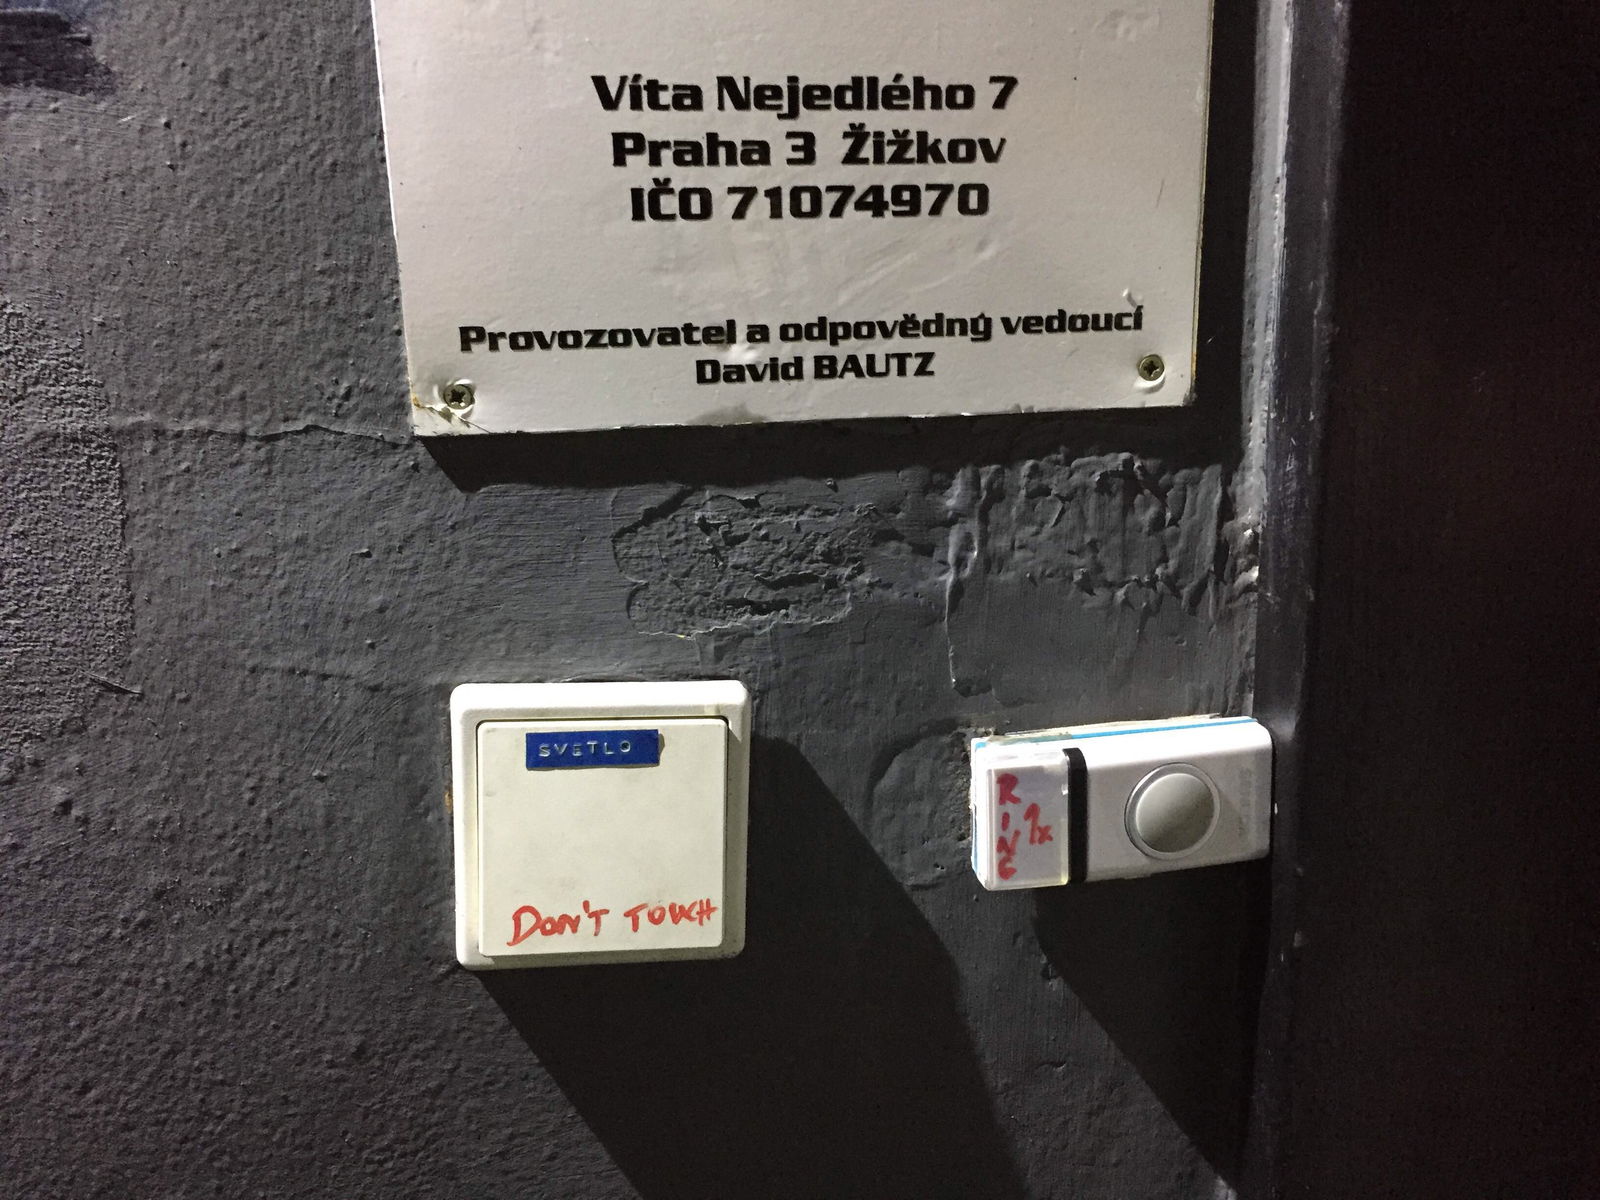 Víta Nejedlého 7
Praha 3 Žižkov
IČO 71074970
Provozovatel a odpovědný vedoucí
David BAUTZ
SVETLO
DON'T TOUCH
RING
1x